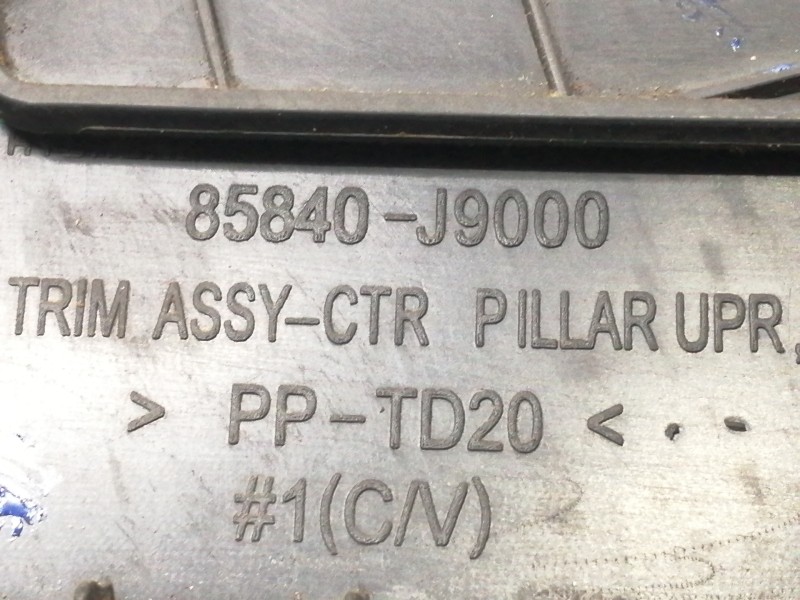 85840-J9000
TRIM ASSY-CTR PILLAR UPR,
> PP-TD20 <
#1(C/V)